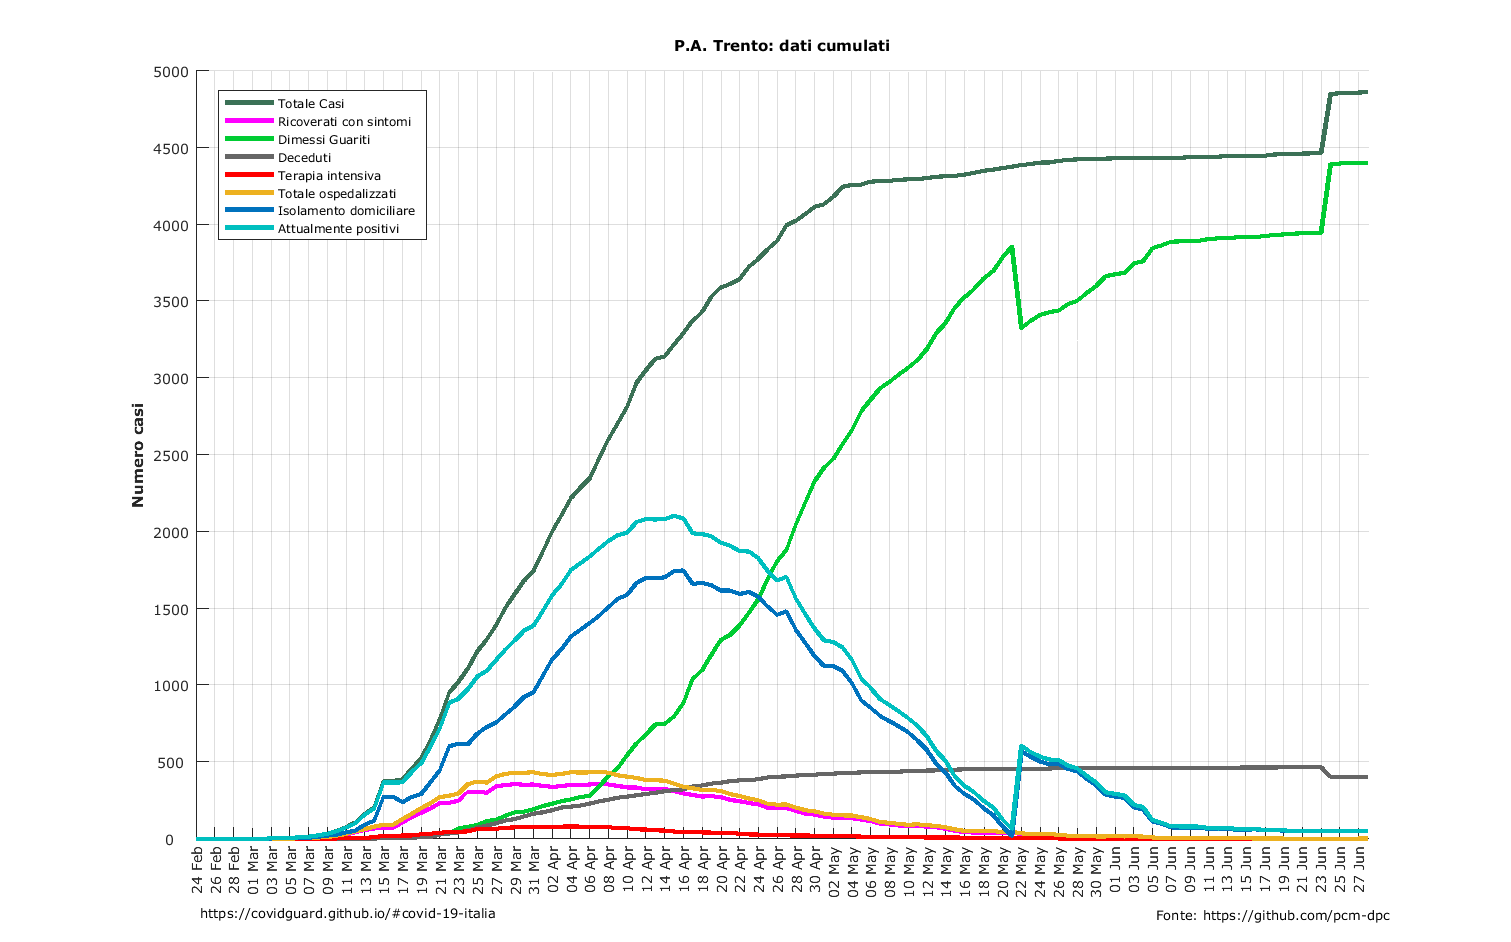 P.A. Trento: dati cumulati
Numero casi
5000
4500
4000
3500
3000
2500
2000
1500
1000
500
0
Totale Casi
Ricoverati con sintomi
Dimessi Guariti
Deceduti
Terapia intensiva
Totale ospedalizzati
Isolamento domiciliare
Attualmente positivi
24 Feb
26 Feb
28 Feb
01 Mar
03 Mar
05 Mar
07 Mar
09 Mar
11 Mar
13 Mar
15 Mar
17 Mar
19 Mar
21 Mar
23 Mar
25 Mar
27 Mar
29 Mar
31 Mar
02 Apr
04 Apr
06 Apr
08 Apr
10 Apr
12 Apr
14 Apr
16 Apr
18 Apr
20 Apr
22 Apr
24 Apr
26 Apr
28 Apr
30 Apr
02 May
04 May
06 May
08 May
10 May
12 May
14 May
16 May
18 May
20 May
22 May
24 May
26 May
28 May
30 May
01 Jun
03 Jun
05 Jun
07 Jun
09 Jun
11 Jun
13 Jun
15 Jun
17 Jun
19 Jun
21 Jun
23 Jun
25 Jun
27 Jun
https://covidguard.github.io/#covid-19-italia
Fonte: https://github.com/pcm-dpc